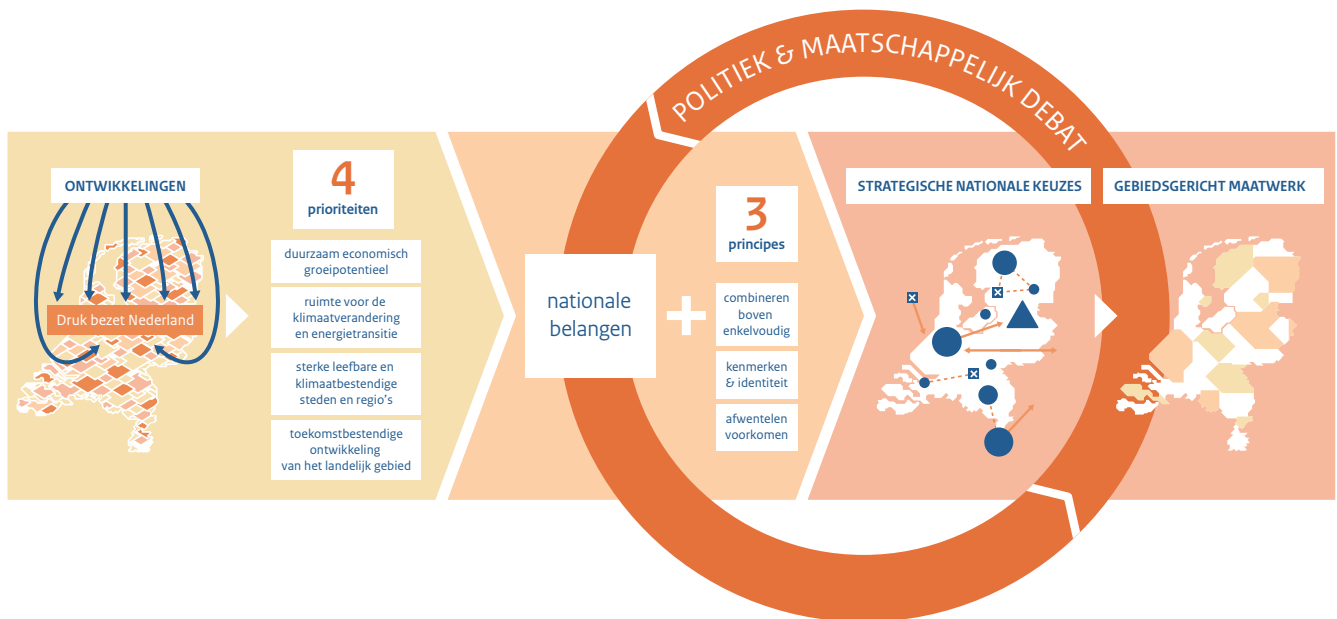 POLITIEK & MAATSCHAPPELIJK DEBAT
ONTWIKKELINGEN
Druk bezet Nederland
4
prioriteiten
duurzaam economisch
groeipotentieel
ruimte voor de
klimaatverandering
en energietransitie
sterke leefbare en
klimaatbestendige
steden en regio's
toekomstbestendige
ontwikkeling
van het landelijk gebied
nationale
belangen
3
principes
combineren
boven
enkelvoudig
kenmerken
& identiteit
afwentelen
voorkomen
STRATEGISCHE NATIONALE KEUZES
GEBIEDSGERICHT MAATWERK